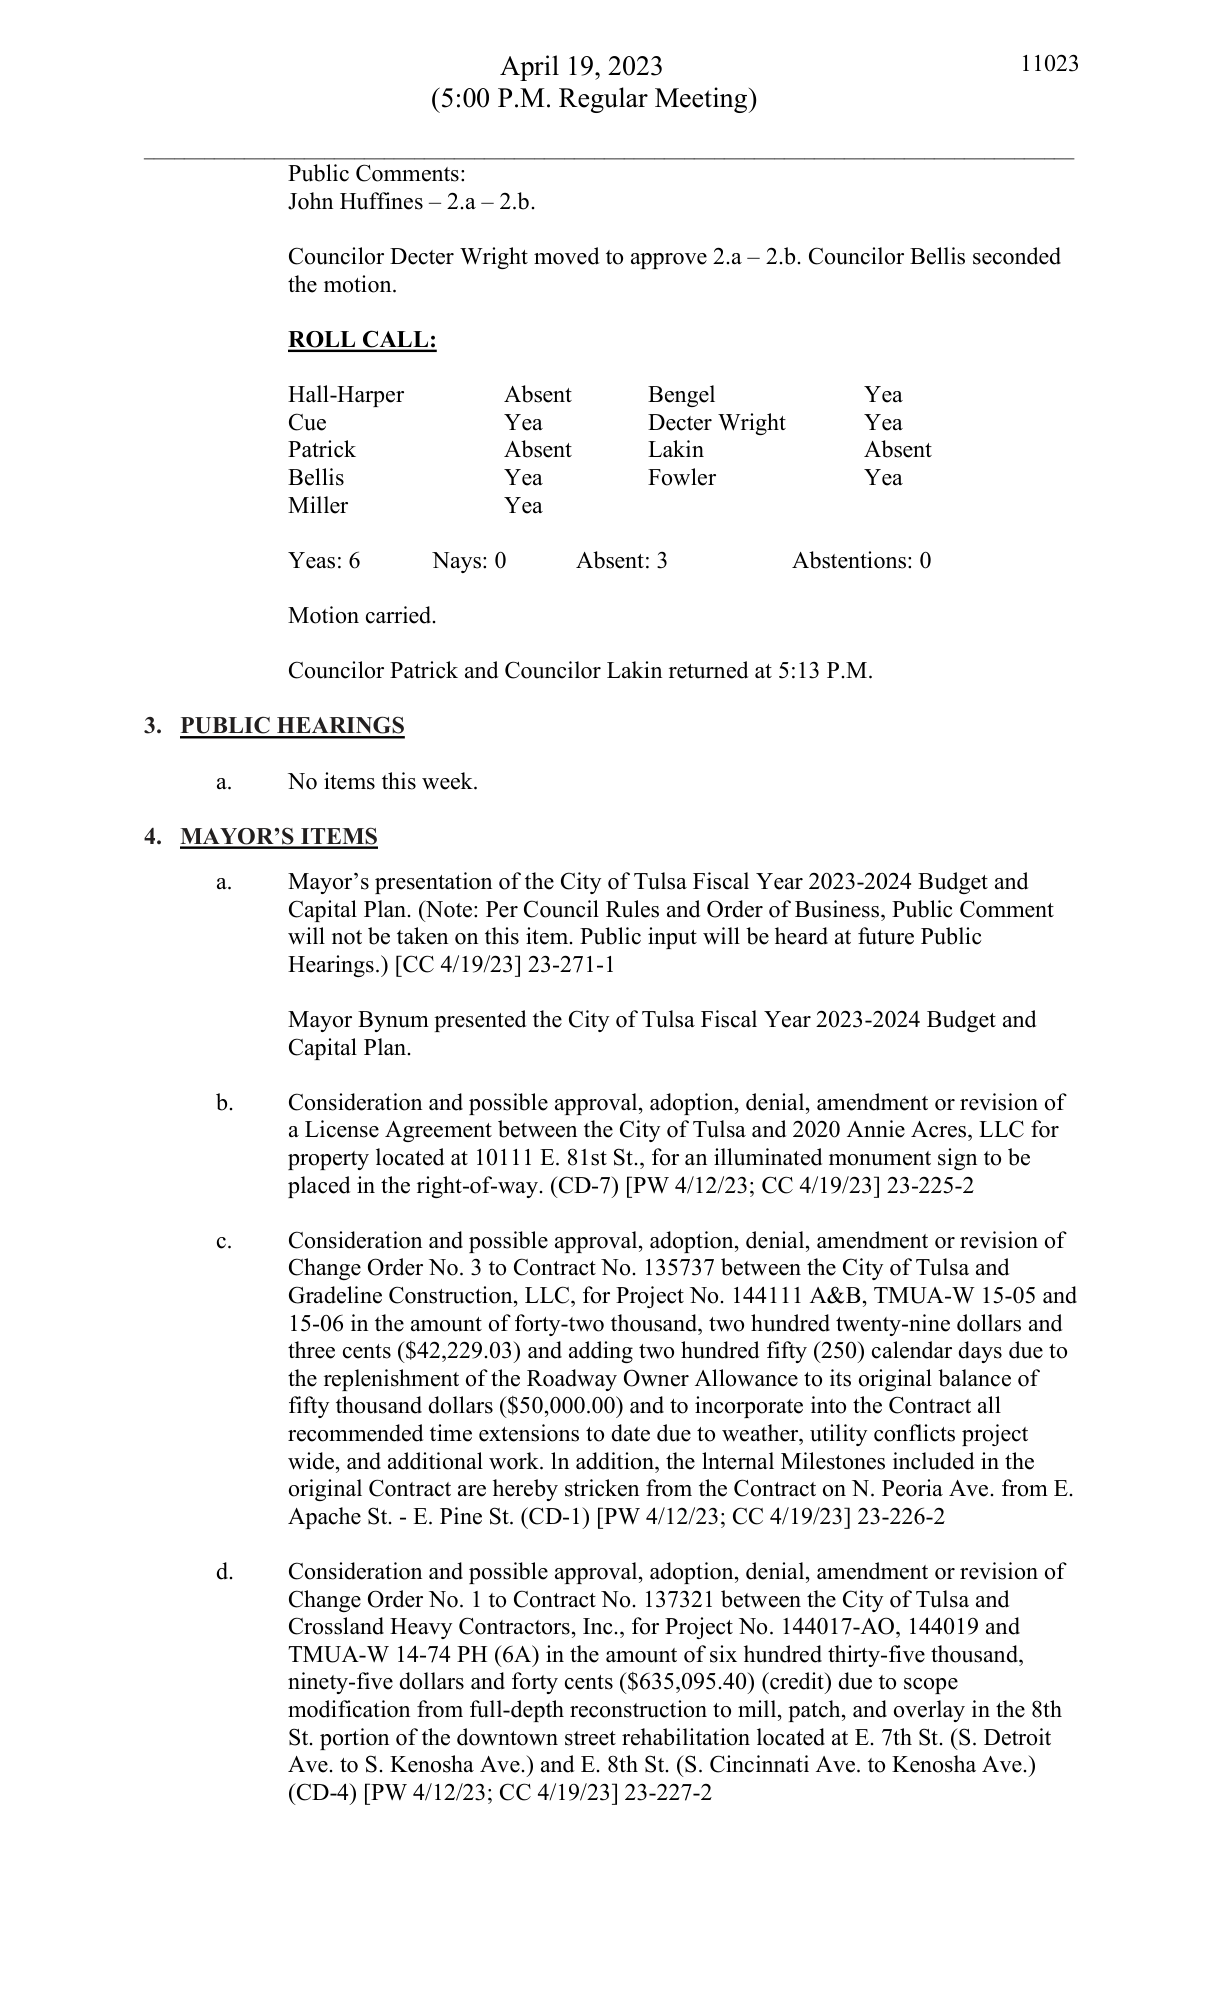 April 19, 2023
11023
(5:00 P.M. Regular Meeting)
Public Comments:
John Huffines – 2.a – 2.b.
Councilor Decter Wright moved to approve 2.a – 2.b. Councilor Bellis seconded
the motion.
ROLL CALL:
Hall-Harper Absent Bengel Yea
Cue Yea Decter Wright Yea
Patrick Absent Lakin Absent
Bellis Yea Fowler Yea
Miller Yea
Yeas: 6 Nays: 0 Absent: 3 Abstentions: 0
Motion carried.
Councilor Patrick and Councilor Lakin returned at 5:13 P.M.
3. PUBLIC HEARINGS
a. No items this week.
4. MAYOR’S ITEMS
a. Mayor’s presentation of the City of Tulsa Fiscal Year 2023-2024 Budget and
Capital Plan. (Note: Per Council Rules and Order of Business, Public Comment
will not be taken on this item. Public input will be heard at future Public
Hearings.) [CC 4/19/23] 23-271-1
Mayor Bynum presented the City of Tulsa Fiscal Year 2023-2024 Budget and
Capital Plan.
b. Consideration and possible approval, adoption, denial, amendment or revision of
a License Agreement between the City of Tulsa and 2020 Annie Acres, LLC for
property located at 10111 E. 81st St., for an illuminated monument sign to be
placed in the right-of-way. (CD-7) [PW 4/12/23; CC 4/19/23] 23-225-2
c. Consideration and possible approval, adoption, denial, amendment or revision of
Change Order No. 3 to Contract No. 135737 between the City of Tulsa and
Gradeline Construction, LLC, for Project No. 144111 A&B, TMUA-W 15-05 and
15-06 in the amount of forty-two thousand, two hundred twenty-nine dollars and
three cents ($42,229.03) and adding two hundred fifty (250) calendar days due to
the replenishment of the Roadway Owner Allowance to its original balance of
fifty thousand dollars ($50,000.00) and to incorporate into the Contract all
recommended time extensions to date due to weather, utility conflicts project
wide, and additional work. ln addition, the lnternal Milestones included in the
original Contract are hereby stricken from the Contract on N. Peoria Ave. from E.
Apache St. - E. Pine St. (CD-1) [PW 4/12/23; CC 4/19/23] 23-226-2
d. Consideration and possible approval, adoption, denial, amendment or revision of
Change Order No. 1 to Contract No. 137321 between the City of Tulsa and
Crossland Heavy Contractors, Inc., for Project No. 144017-AO, 144019 and
TMUA-W 14-74 PH (6A) in the amount of six hundred thirty-five thousand,
ninety-five dollars and forty cents ($635,095.40) (credit) due to scope
modification from full-depth reconstruction to mill, patch, and overlay in the 8th
St. portion of the downtown street rehabilitation located at E. 7th St. (S. Detroit
Ave. to S. Kenosha Ave.) and E. 8th St. (S. Cincinnati Ave. to Kenosha Ave.)
(CD-4) [PW 4/12/23; CC 4/19/23] 23-227-2